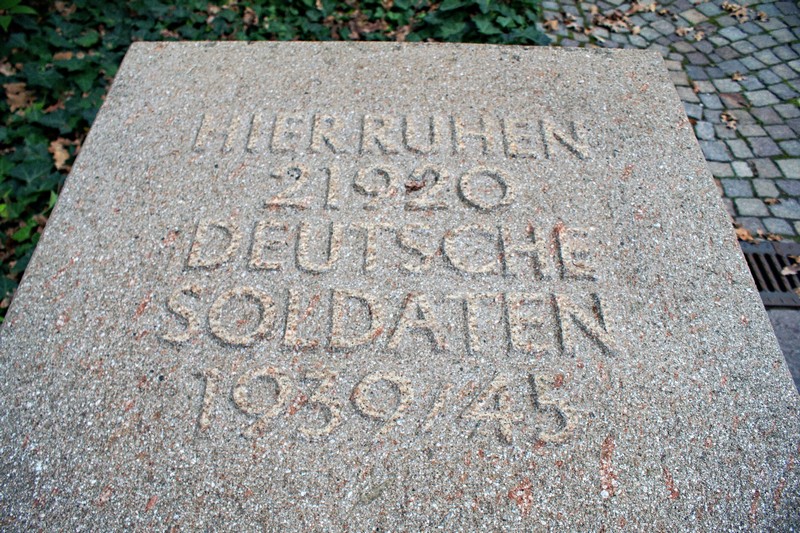 HIER RUHEN
21920
DEUTSCHE
SOLDATEN
1939/45